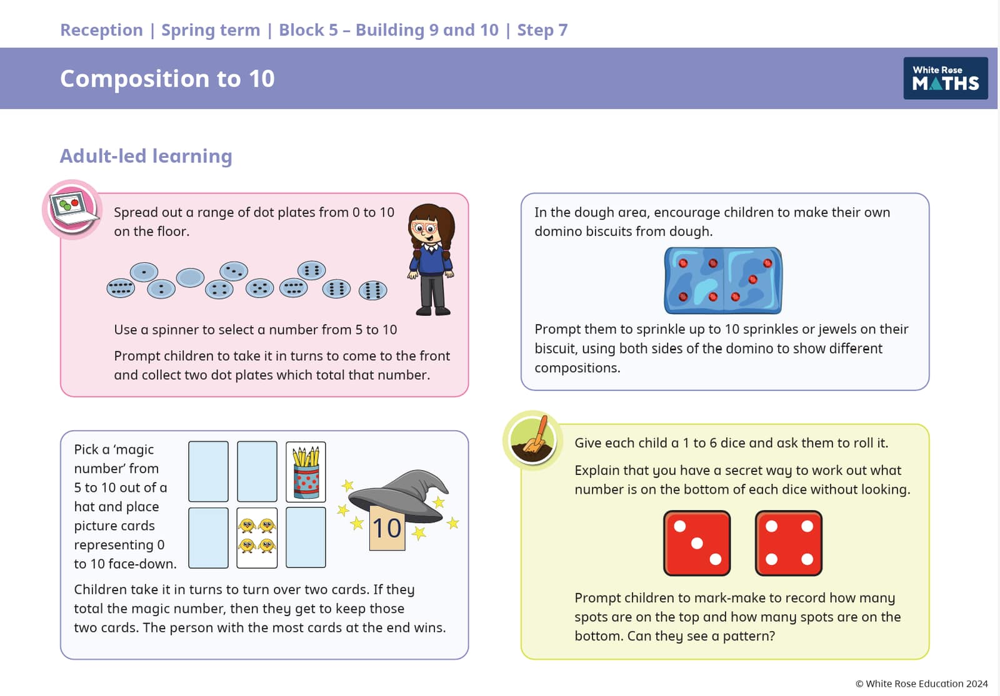 Reception | Spring term | Block 5 – Building 9 and 10 | Step 7
Composition to 10
White Rose
MATHS
Adult-led learning
Spread out a range of dot plates from 0 to 10
on the floor.
Use a spinner to select a number from 5 to 10
Prompt children to take it in turns to come to the front
and collect two dot plates which total that number.
In the dough area, encourage children to make their own
domino biscuits from dough.
Prompt them to sprinkle up to 10 sprinkles or jewels on their
biscuit, using both sides of the domino to show different
compositions.
Pick a ‘magic
number’ from
5 to 10 out of a
hat and place
picture cards
representing 0
to 10 face-down.
10
Children take it in turns to turn over two cards. If they
total the magic number, then they get to keep those
two cards. The person with the most cards at the end wins.
Give each child a 1 to 6 dice and ask them to roll it.
Explain that you have a secret way to work out what
number is on the bottom of each dice without looking.
Prompt children to mark-make to record how many
spots are on the top and how many spots are on the
bottom. Can they see a pattern?
© White Rose Education 2024